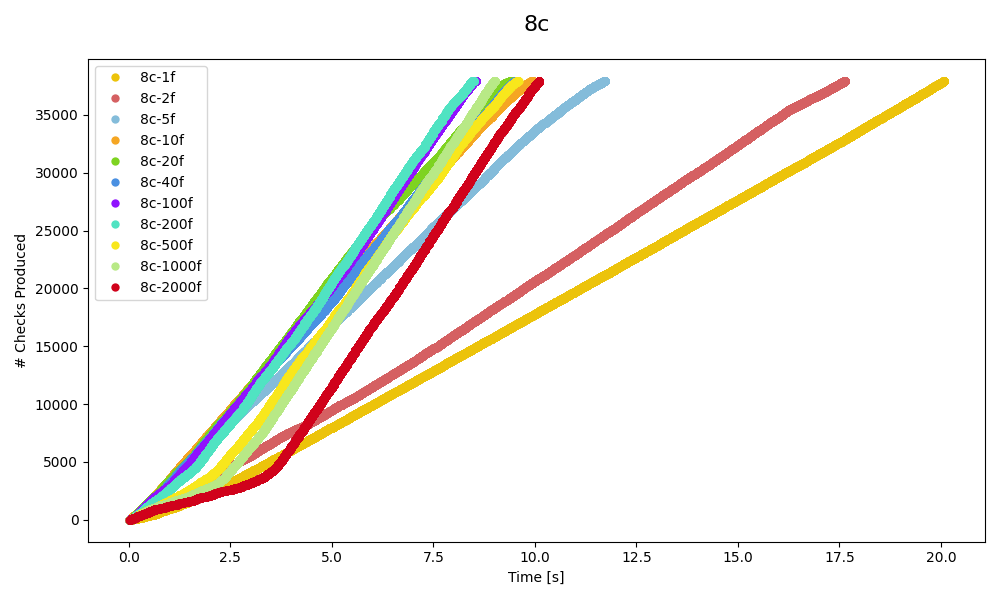 8c
8c-1f
8c-2f
8c-5f
8c-10f
8c-20f
8c-40f
8c-100f
8c-200f
8c-500f
8c-1000f
8c-2000f
# Checks Produced
35000
30000
25000
20000
15000
10000
5000
0
0.0 2.5 5.0 7.5 10.0 12.5 15.0 17.5 20.0
Time [s]